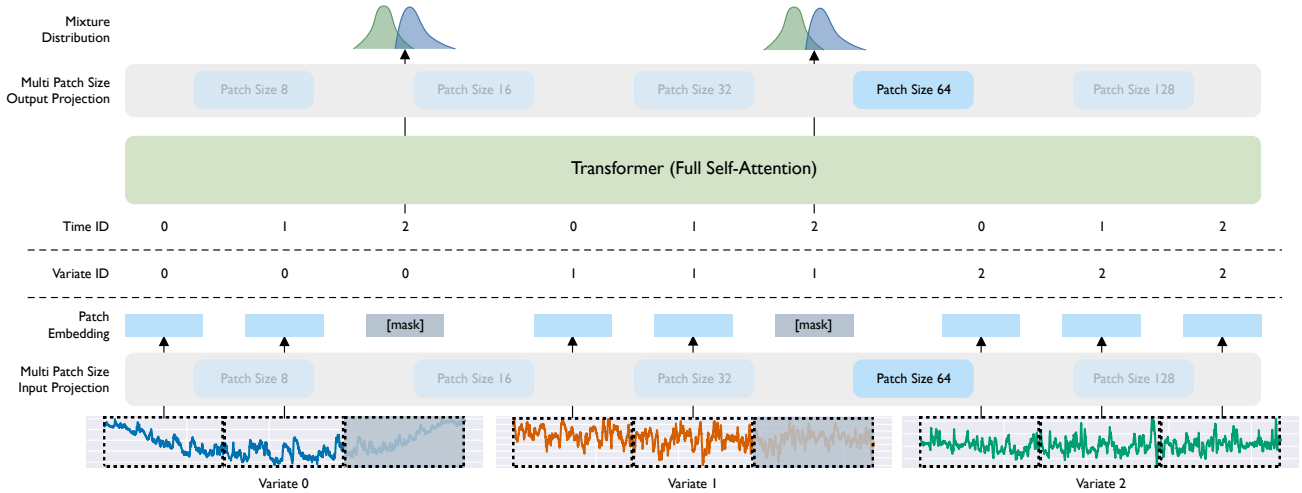 Mixture
Distribution
Multi Patch Size
Output Projection
Patch Size 8
Patch Size 16
Patch Size 32
Patch Size 64
Patch Size 128
Transformer (Full Self-Attention)
Time ID 0 1 2 0 1 2 0 1 2
Variate ID 0 0 0 1 1 1 2 2 2
Patch
Embedding
[mask]
[mask]
Multi Patch Size
Input Projection
Patch Size 8
Patch Size 16
Patch Size 32
Patch Size 64
Patch Size 128
Variate 0
Variate 1
Variate 2